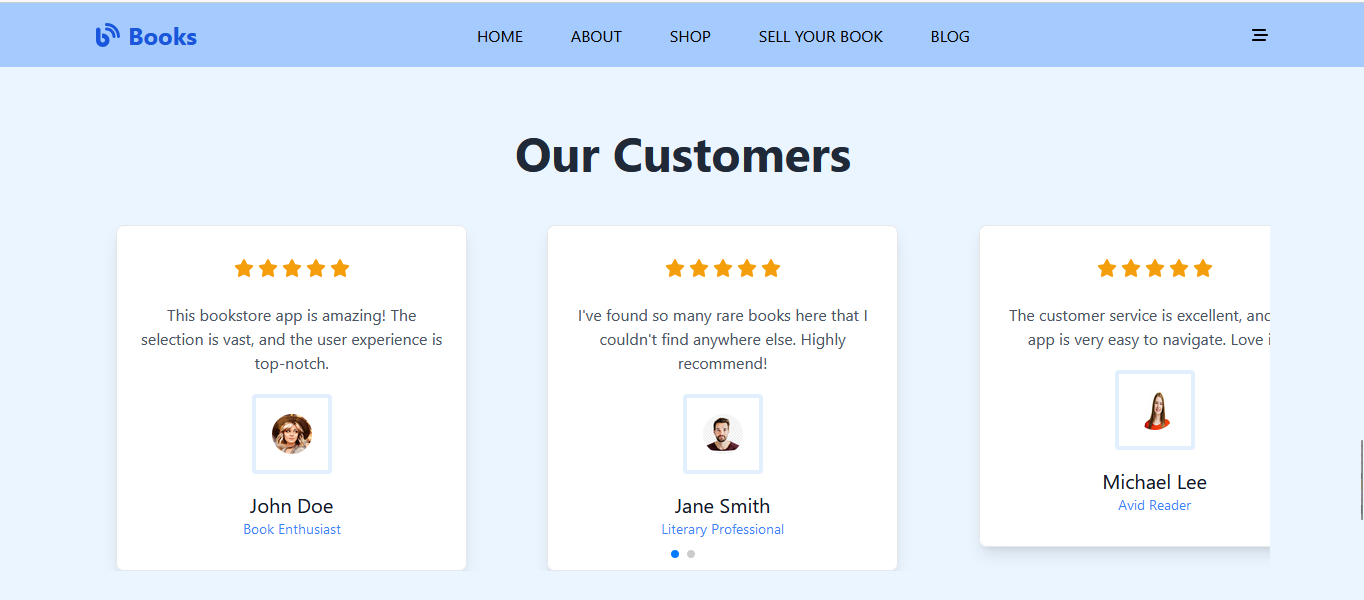 Books
HOME ABOUT SHOP SELL YOUR BOOK BLOG
Our Customers
This bookstore app is amazing! The
selection is vast, and the user experience is
top-notch.
John Doe
Book Enthusiast
I've found so many rare books here that I
couldn't find anywhere else. Highly
recommend!
Jane Smith
Literary Professional
The customer service is excellent, and
app is very easy to navigate. Love
Michael Lee
Avid Reader